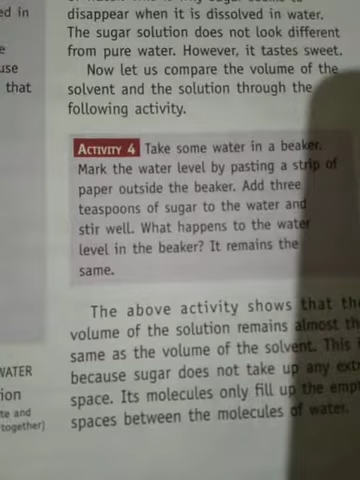 ed in
e
use
that
disappear when it is dissolved in water.
The sugar solution does not look different
from pure water. However, it tastes sweet.
Now let us compare the volume of the
solvent and the solution through the
following activity.
ACTIVITY 4 Take some water in a beaker.
Mark the water level by pasting a strip of
paper outside the beaker. Add three
teaspoons of sugar to the water and
stir well. What happens to the water
level in the beaker? It remains the
same.
The above activity shows that the
volume of the solution remains almost the
same as the volume of the solvent. This i
because sugar does not take up any extr
space. Its molecules only fill up the empt
spaces between the molecules of water.
WATER
ion
te and
together)